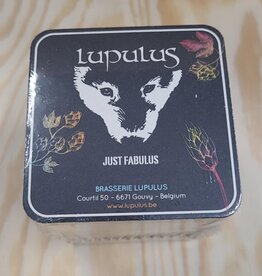 LUPULUS
JUST FABULUS
BRASSERIE LUPULUS
Courtil 50 - 6671 Gouvy - Belgium
www.lupulus.be